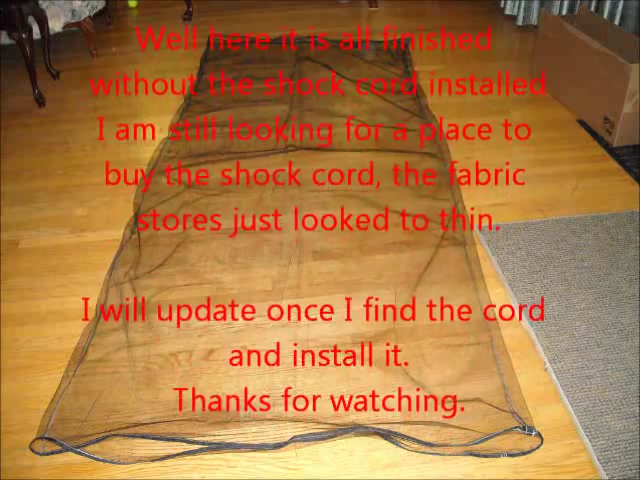 Well here it is all finished
without the shock cord installed
I am still looking for a place to
buy the shock cord, the fabric
stores just looked to thin.
I will update once I find the cord
and install it.
Thanks for watching.